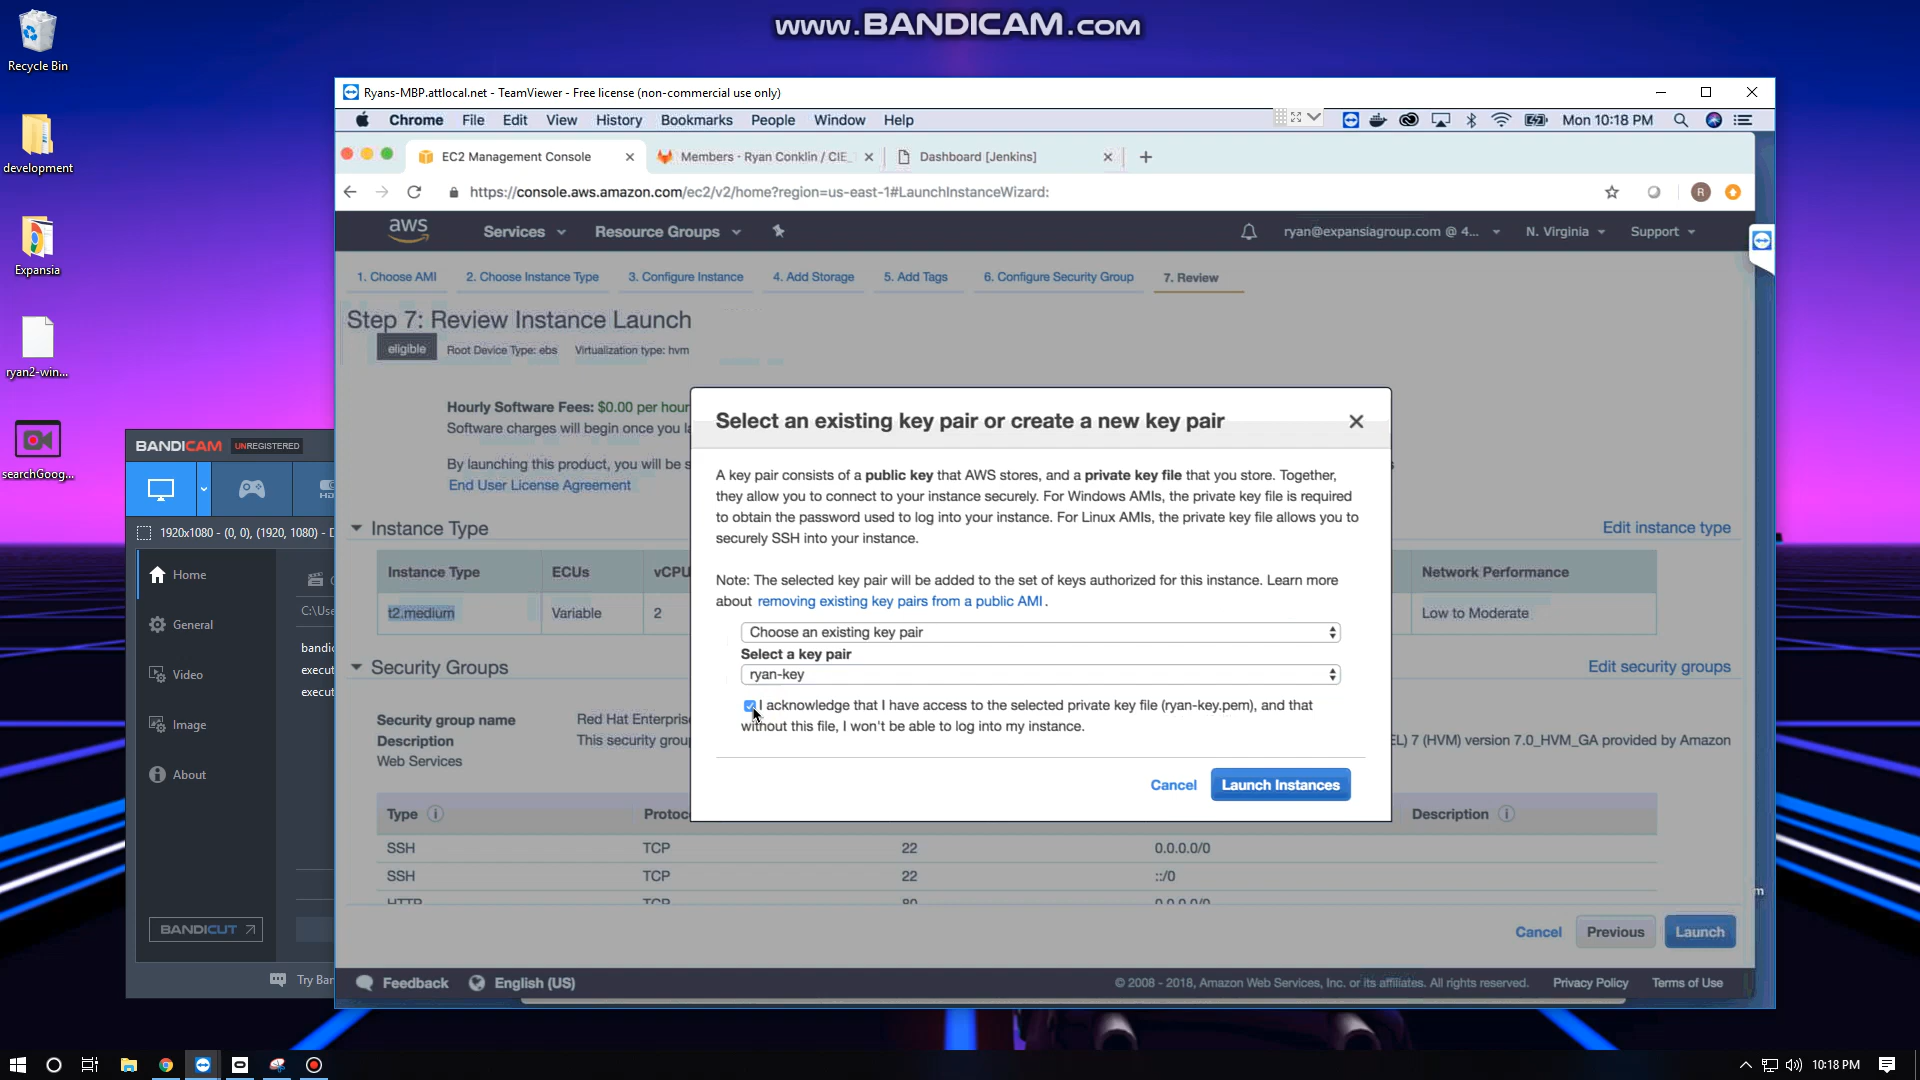 www.BANDICAM.com
Recycle Bin
development
Expansia
ryan2-win...
searchGoog...
Ryans-MBP.attlocal.net - TeamViewer - Free license (non-commercial use only)
Chrome File Edit View History Bookmarks People Window Help
Mon 10:18 PM
EC2 Management Console
Members · Ryan Conklin / CIE_
Dashboard [Jenkins]
https://console.aws.amazon.com/ec2/v2/home?region=us-east-1#LaunchInstanceWizard:
R
aws
Services
Resource Groups
ryan@expansiagroup.com @ 4...
N. Virginia
Support
1. Choose AMI
2. Choose Instance Type
3. Configure Instance
4. Add Storage
5. Add Tags
6. Configure Security Group
7. Review
Step 7: Review Instance Launch
eligible
Root Device Type: ebs Virtualization type: hvm
Hourly Software Fees: $0.00 per hour
Software charges will begin once you la
By launching this product, you will be s
End User License Agreement
Instance Type
Edit instance type
Instance Type
ECUs
vCPU
Network Performance
t2.medium
Variable
2
Low to Moderate
Security Groups
Edit security groups
Security group name
Red Hat Enterpris
Description
This security grou
EL) 7 (HVM) version 7.0_HVM_GA provided by Amazon
Web Services
Type
Protoc
Description
SSH
TCP
22
0.0.0.0/0
SSH
TCP
22
::/0
HTTP
TCP
80
0.0.0.0/0
Cancel
Previous
Launch
Feedback
English (US)
© 2008 - 2018, Amazon Web Services, Inc. or its affiliates. All rights reserved.
Privacy Policy
Terms of Use
Select an existing key pair or create a new key pair
A key pair consists of a public key that AWS stores, and a private key file that you store. Together,
they allow you to connect to your instance securely. For Windows AMIs, the private key file is required
to obtain the password used to log into your instance. For Linux AMIs, the private key file allows you to
securely SSH into your instance.
Note: The selected key pair will be added to the set of keys authorized for this instance. Learn more
about removing existing key pairs from a public AMI .
Choose an existing key pair
Select a key pair
ryan-key
I acknowledge that I have access to the selected private key file (ryan-key.pem), and that
without this file, I won't be able to log into my instance.
Cancel
Launch Instances
BANDICAM UNREGISTERED
HD
1920x1080 - (0, 0), (1920, 1080) - D
Home
C:\Use
General
bandic
Video
execut
execut
Image
About
BANDICUT
Try Ban
m
10:18 PM